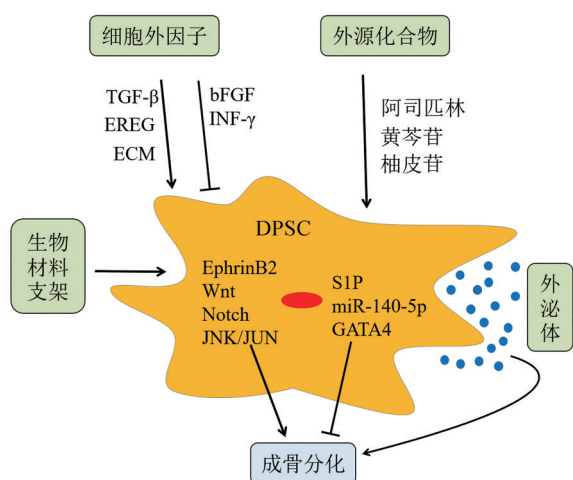 细胞外因子
外源化合物
TGF-β
EREG
ECM
bFGF
INF-γ
阿司匹林
黄芩苷
柚皮苷
DPSC
生物
材料
支架
EphrinB2
Wnt
Notch
JNK/JUN
S1P
miR-140-5p
GATA4
外
泌
体
成骨分化